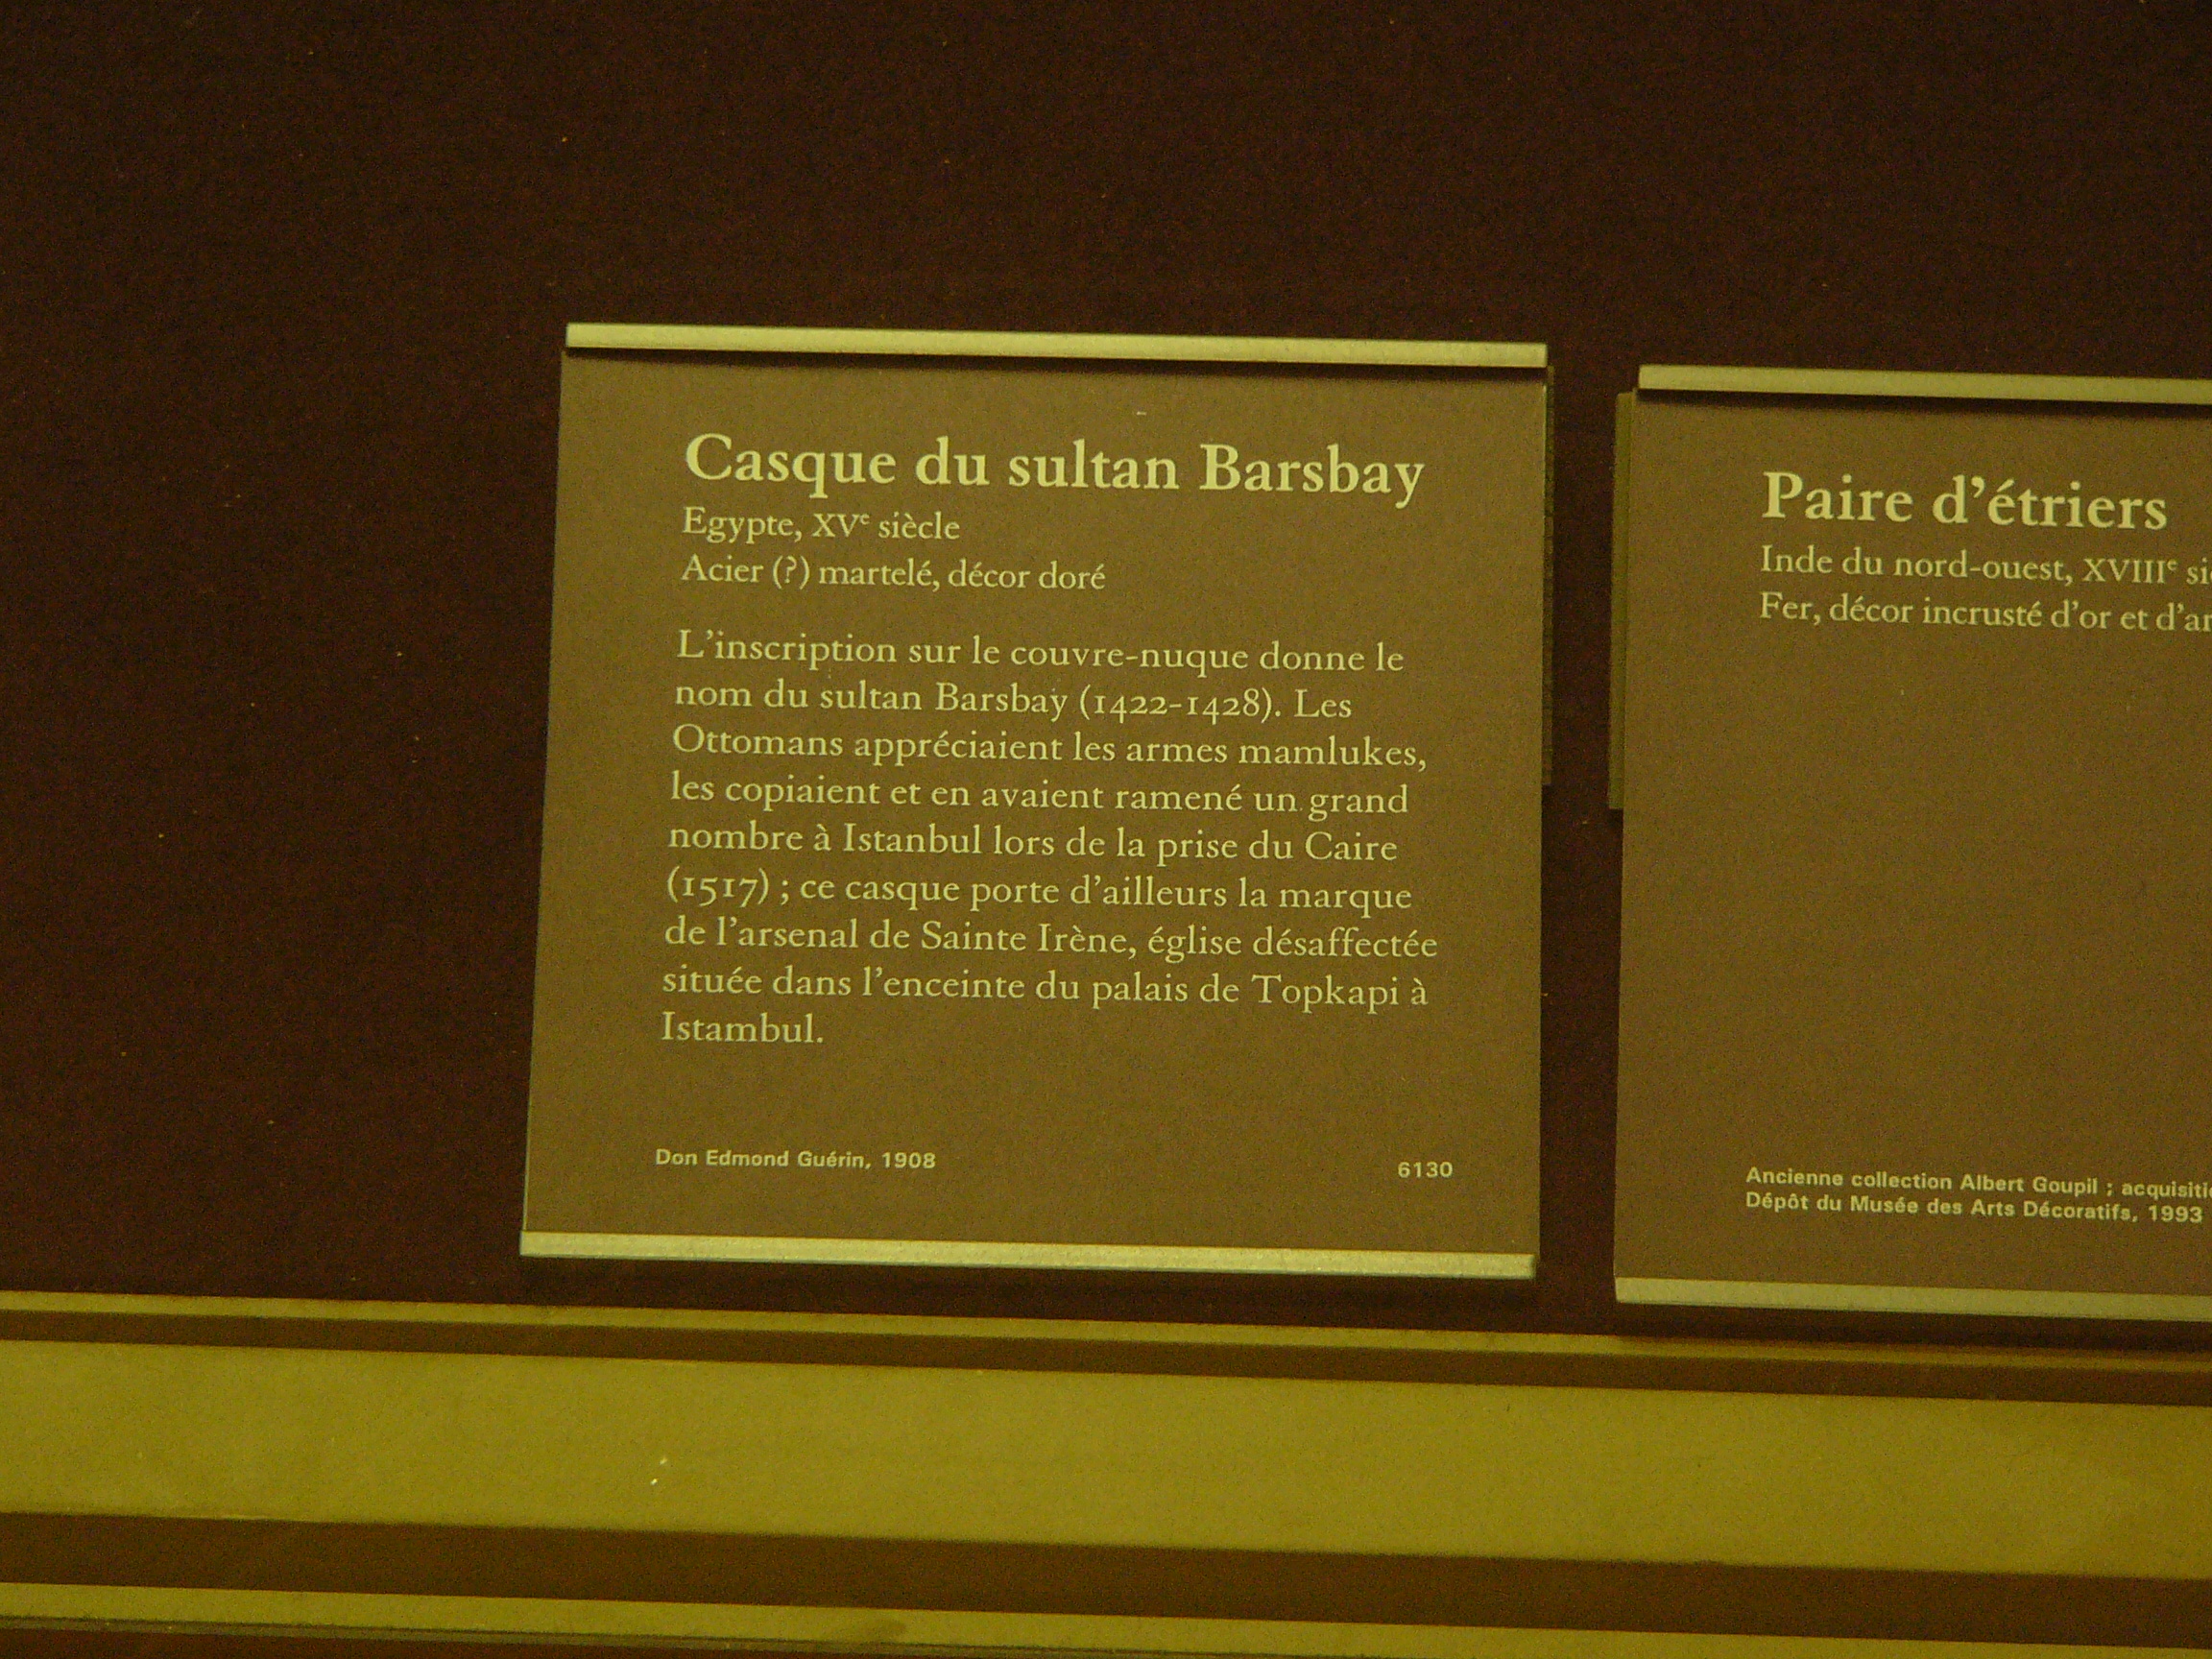 Casque du sultan Barsbay
Egypte, XVe siècle
Acier (?) martelé, décor doré
L'inscription sur le couvre-nuque donne le
nom du sultan Barsbay (1422-1428). Les
Ottomans appréciaient les armes mamlukes,
les copiaient et en avaient ramené un grand
nombre à Istanbul lors de la prise du Caire
(1517) ; ce casque porte d'ailleurs la marque
de l'arsenal de Sainte Irène, église désaffectée
située dans l'enceinte du palais de Topkapi à
Istambul.
Don Edmond Guérin, 1908
6130
Paire d'étriers
Inde du nord-ouest, XVIIIe
Fer, décor incrusté d'or et
Ancienne collection Albert Goupil ;
Dépôt du Musée des Arts Décoratifs, 1993